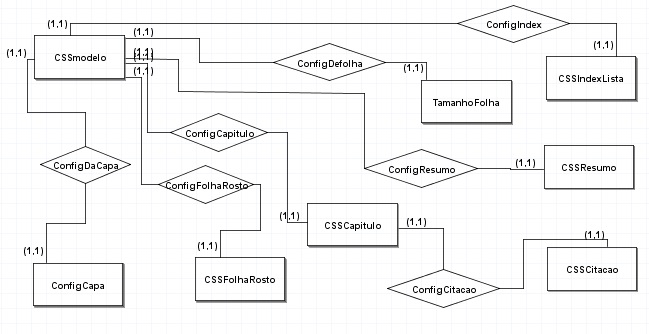 ConfigIndex
(1,1)
(1,1)
(1,1)
(1,1)
CSSmodelo
(1,1)
(1,1)
(1,1)
ConfigDefolha
(1,1)
CSSIndexLista
TamanhoFolha
ConfigCapitulo
ConfigDaCapa
ConfigResumo
(1,1)
CSSResumo
ConfigFolhaRosto
(1,1)
CSSCapitulo
(1,1)
(1,1)
(1,1)
(1,1)
CSSFolhaRosto
CSSCitacao
ConfigCapa
ConfigCitacao